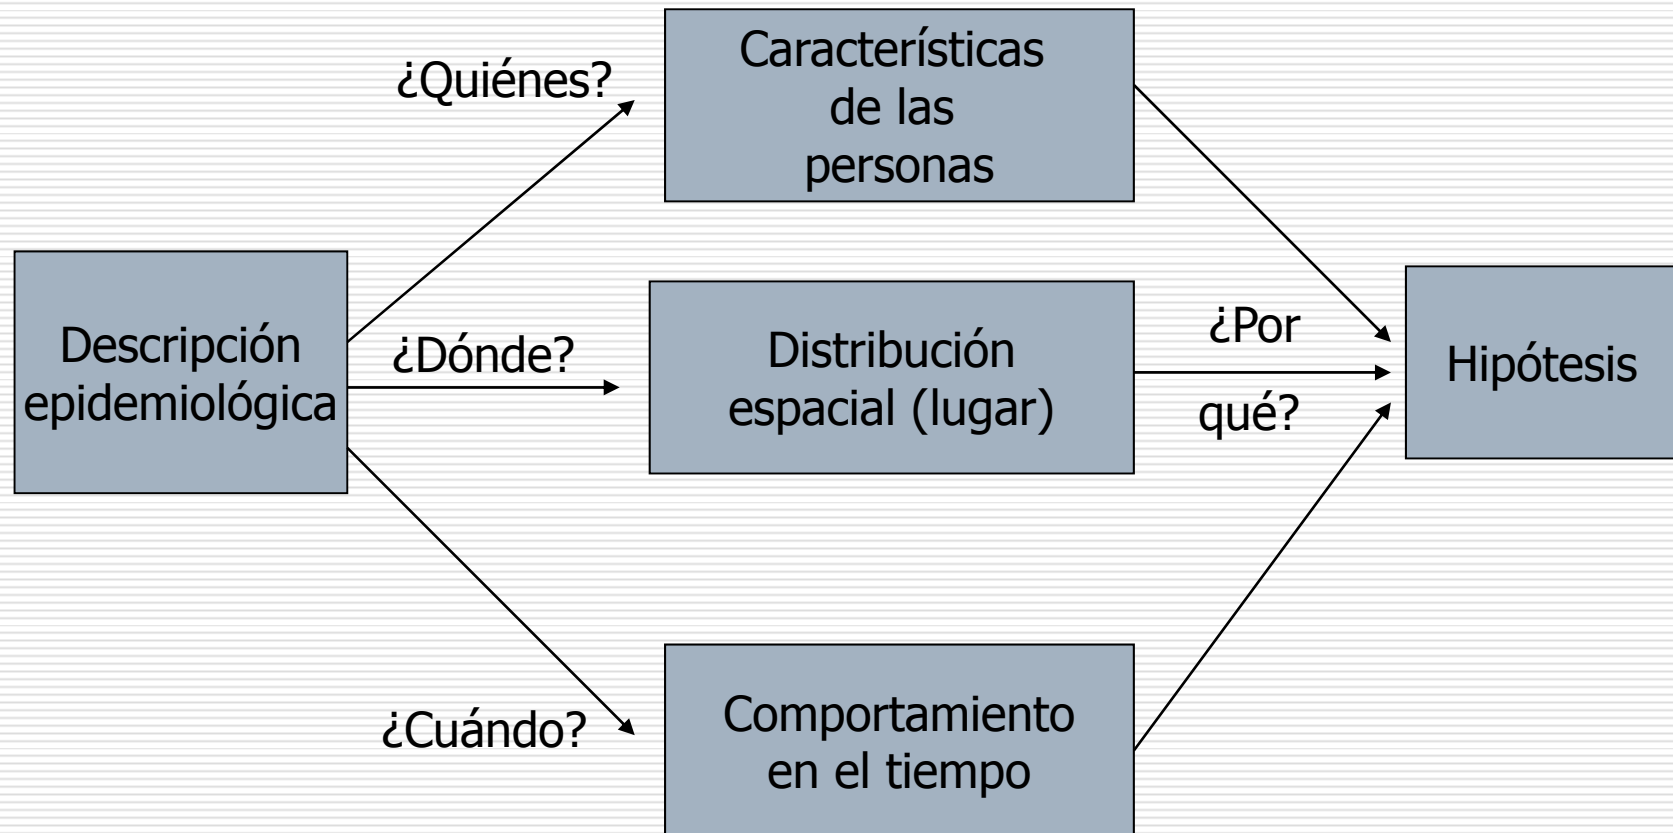 ¿Quiénes?
Características
de las
personas
Descripción
epidemiológica
¿Dónde?
Distribución
espacial (lugar)
¿Por
qué?
Hipótesis
¿Cuándo?
Comportamiento
en el tiempo